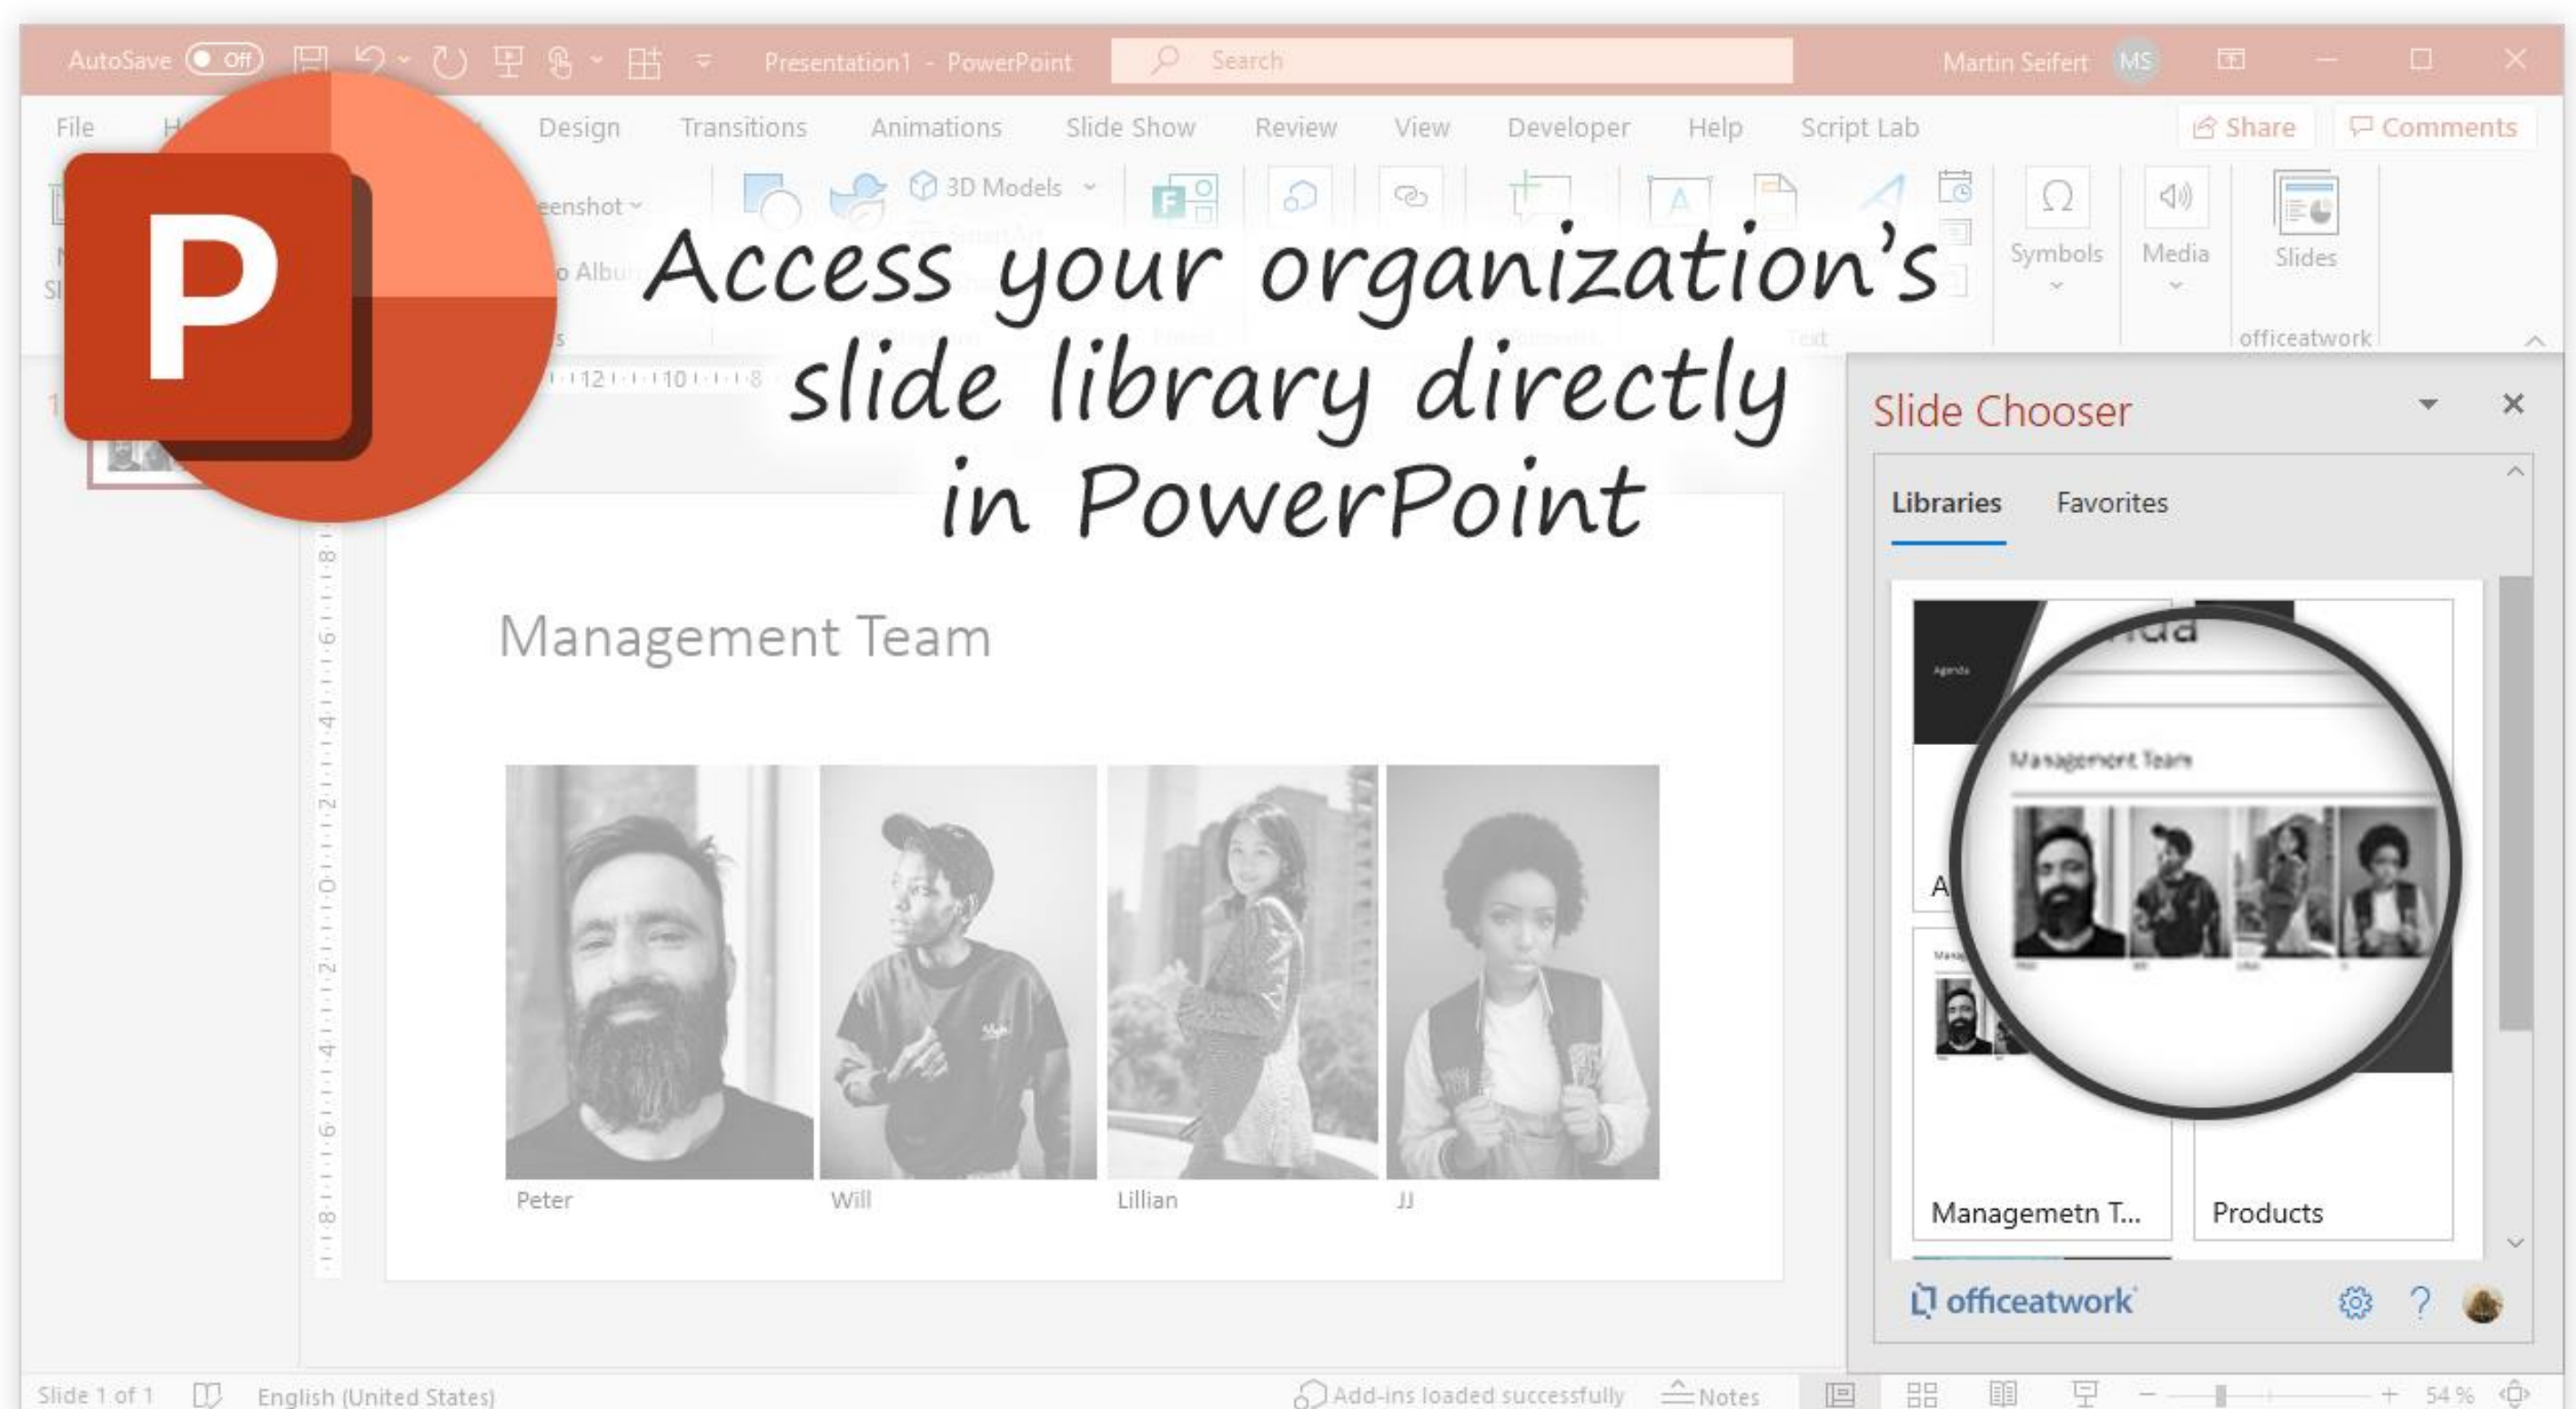 AutoSave Off Presentation1 - PowerPoint Search Martin Seifert MS
File Design Transitions Animations Slide Show Review View Developer Help Script Lab Share Comments
3D Models
Symbols Media Slides
officeatwork
P
Access your organization's
slide library directly
in PowerPoint
Slide Chooser
Libraries Favorites
Agenda
Management Team
Management Team
Peter Will Lillian JJ
Managemetn T... Products
officeatwork
Slide 1 of 1 English (United States) Add-ins loaded successfully Notes 54 %